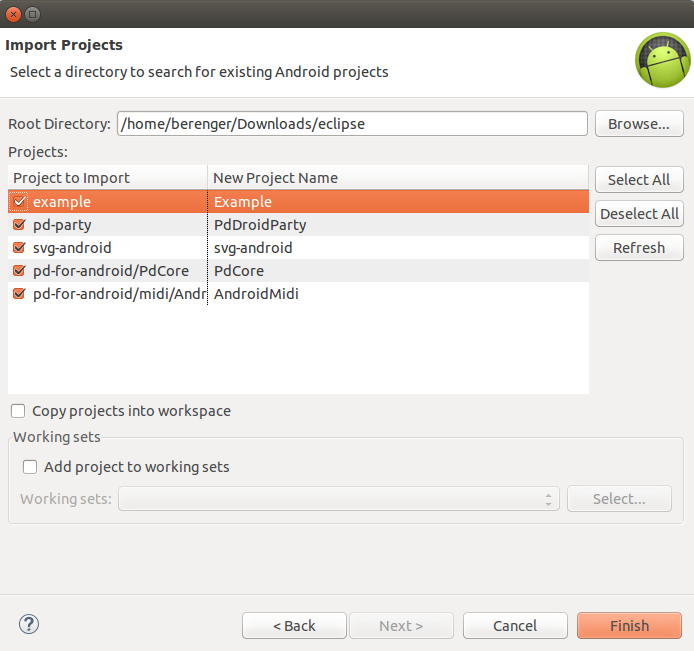 Import Projects
Select a directory to search for existing Android projects
Root Directory: /home/berenger/Downloads/eclipse Browse...
Projects:
Project to Import New Project Name Select All
example Example
pd-party PdDroidParty Deselect All
svg-android svg-android Refresh
pd-for-android/PdCore PdCore
pd-for-android/midi/Andr AndroidMidi
Copy projects into workspace
Working sets
Add project to working sets
Working sets: Select...
? < Back Next > Cancel Finish